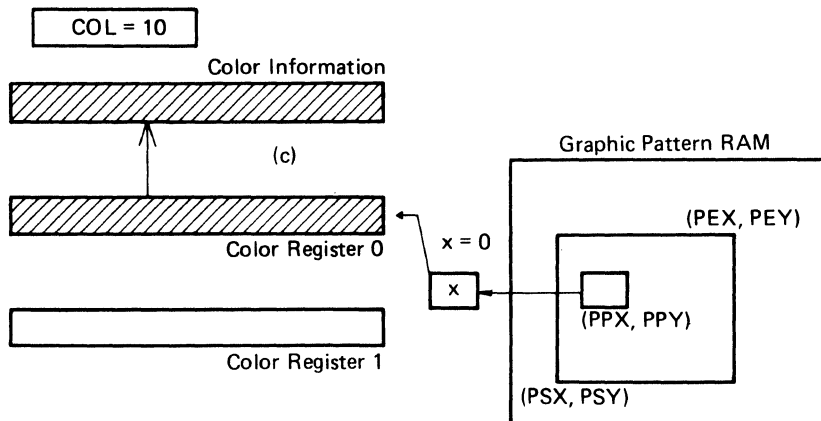 COL = 10
Color Information
(c)
Graphic Pattern RAM
(PEX, PEY)
Color Register 0
x = 0
x
(PPX, PPY)
Color Register 1
(PSX, PSY)